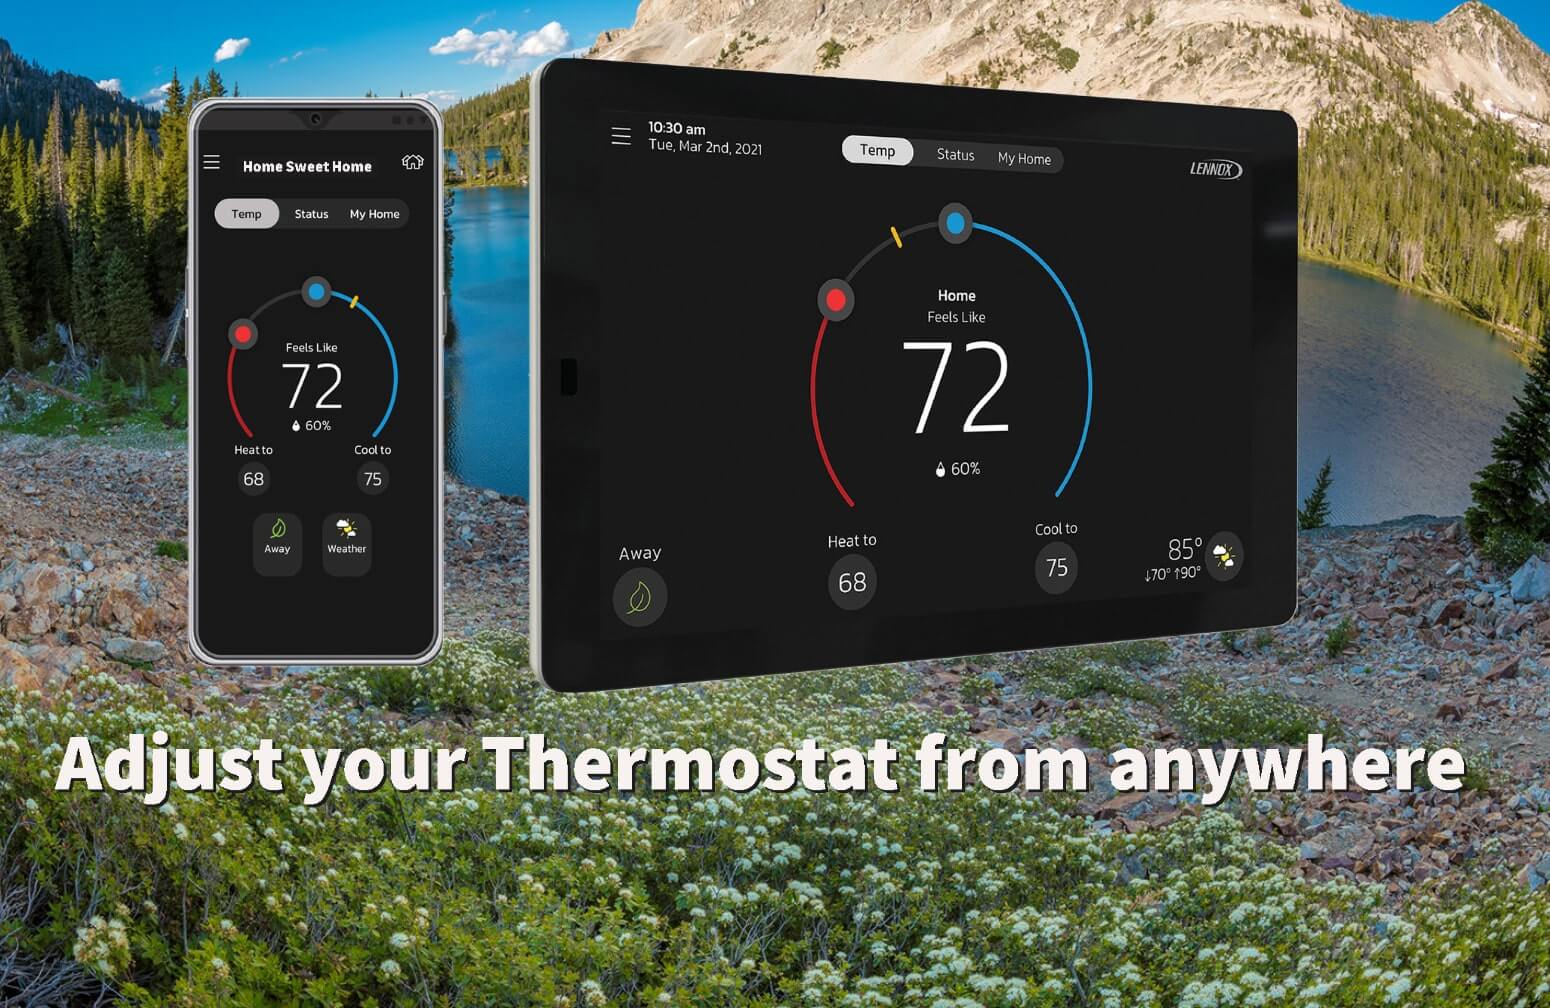 Home Sweet Home
Temp Status My Home
Feels Like
72
60%
Heat to Cool to
68 75
Away Weather
10:30 am
Tue, Mar 2nd, 2021
Temp Status My Home
LENNOX
Home
Feels Like
72
60%
Away
Heat to
68
Cool to
75
85°
↓70° ↑90°
Adjust your Thermostat from anywhere